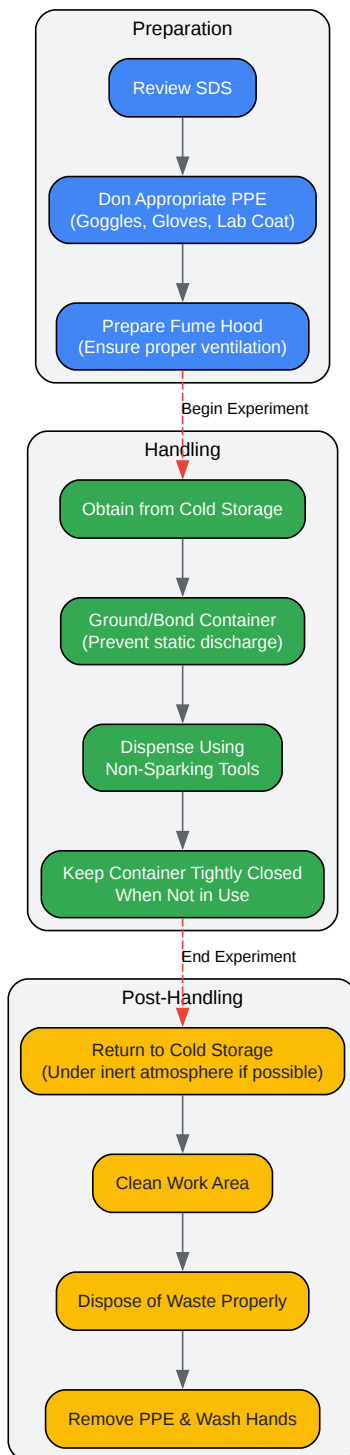 Preparation
Review SDS
Don Appropriate PPE
(Goggles, Gloves, Lab Coat)
Prepare Fume Hood
(Ensure proper ventilation)
Begin Experiment
Handling
Obtain from Cold Storage
Ground/Bond Container
(Prevent static discharge)
Dispense Using
Non-Sparking Tools
Keep Container Tightly Closed
When Not in Use
End Experiment
Post-Handling
Return to Cold Storage
(Under inert atmosphere if possible)
Clean Work Area
Dispose of Waste Properly
Remove PPE & Wash Hands